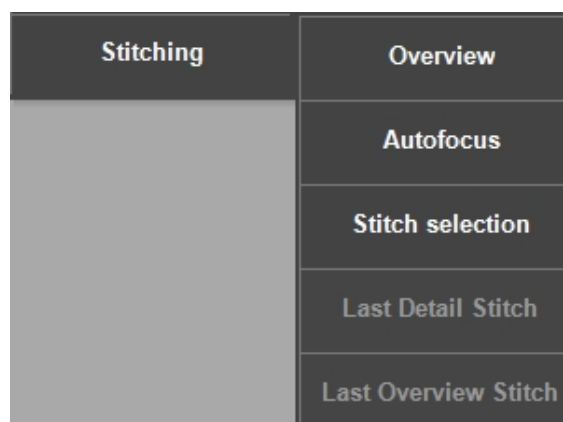 Stitching
Overview
Autofocus
Stitch selection
Last Detail Stitch
Last Overview Stitch